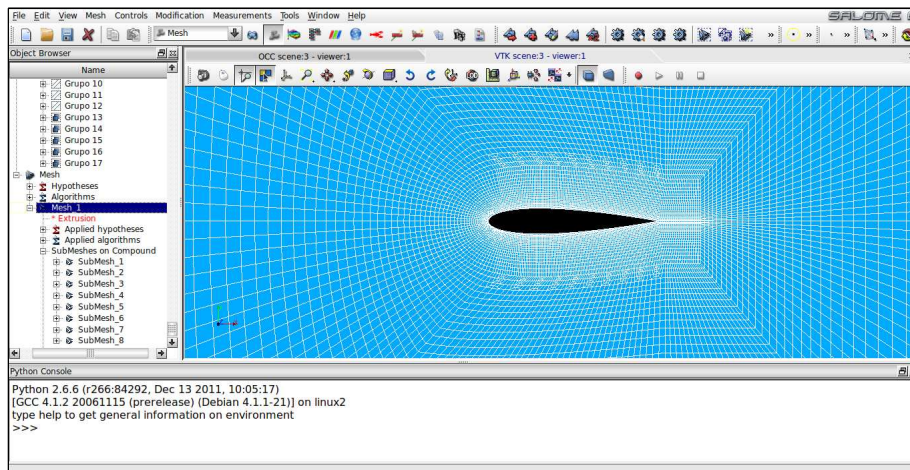 File Edit View Mesh Controls Modification Measurements Tools Window Help
SALOME
Mesh
Object Browser
OCC scene:3 - viewer:1
VTK scene:3 - viewer:1
Name
Grupo 10
Grupo 11
Grupo 12
Grupo 13
Grupo 14
Grupo 15
Grupo 16
Grupo 17
Mesh
Hypotheses
Algorithms
Mesh_1
* Extrusion
Applied hypotheses
Applied algorithms
SubMeshes on Compound
SubMesh_1
SubMesh_2
SubMesh_3
SubMesh_4
SubMesh_5
SubMesh_6
SubMesh_7
SubMesh_8
Python Console
Python 2.6.6 (r266:84292, Dec 13 2011, 10:05:17)
[GCC 4.1.2 20061115 (prerelease) (Debian 4.1.1-21)] on linux2
type help to get general information on environment
>>>